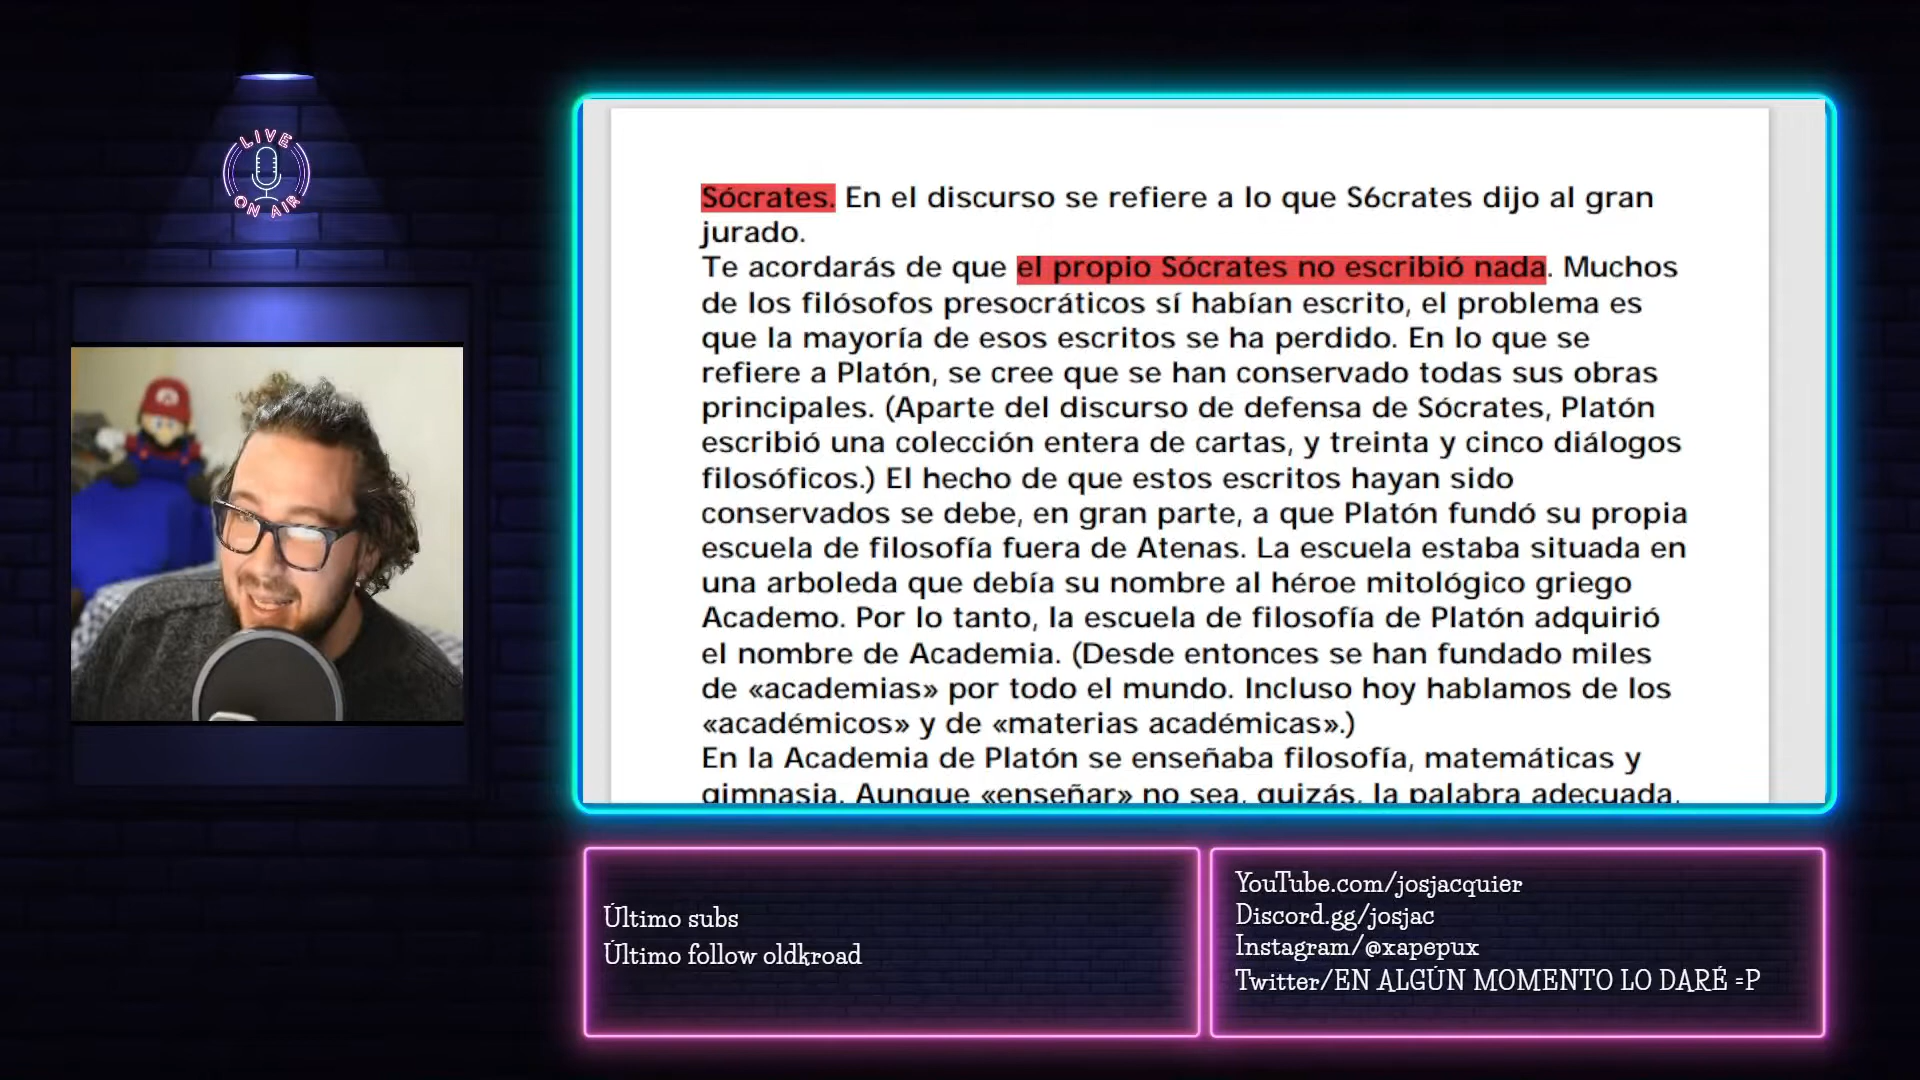 LIVE
ON AIR
Sócrates. En el discurso se refiere a lo que S6crates dijo al gran
jurado.
Te acordarás de que el propio Sócrates no escribió nada. Muchos
de los filósofos presocráticos sí habían escrito, el problema es
que la mayoría de esos escritos se ha perdido. En lo que se
refiere a Platón, se cree que se han conservado todas sus obras
principales. (Aparte del discurso de defensa de Sócrates, Platón
escribió una colección entera de cartas, y treinta y cinco diálogos
filosóficos.) El hecho de que estos escritos hayan sido
conservados se debe, en gran parte, a que Platón fundó su propia
escuela de filosofía fuera de Atenas. La escuela estaba situada en
una arboleda que debía su nombre al héroe mitológico griego
Academo. Por lo tanto, la escuela de filosofía de Platón adquirió
el nombre de Academia. (Desde entonces se han fundado miles
de «academias» por todo el mundo. Incluso hoy hablamos de los
«académicos» y de «materias académicas».)
En la Academia de Platón se enseñaba filosofía, matemáticas y
gimnasia. Aunque «enseñar» no sea, quizás, la palabra adecuada.
Último subs
Último follow oldkroad
YouTube.com/josjacquier
Discord.gg/josjac
Instagram/@xapepux
Twitter/EN ALGÚN MOMENTO LO DARÉ =P